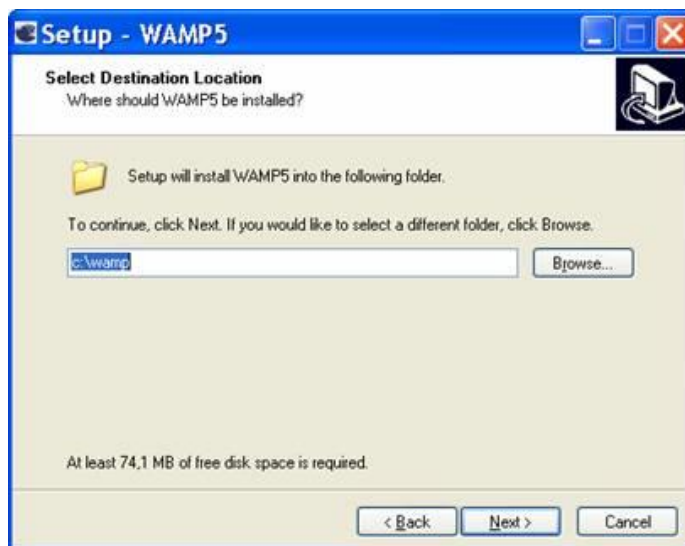 Setup - WAMP5
Select Destination Location
Where should WAMP5 be installed?
Setup will install WAMP5 into the following folder.
To continue, click Next. If you would like to select a different folder, click Browse.
c:\wamp
Browse...
At least 74,1 MB of free disk space is required.
< Back
Next >
Cancel